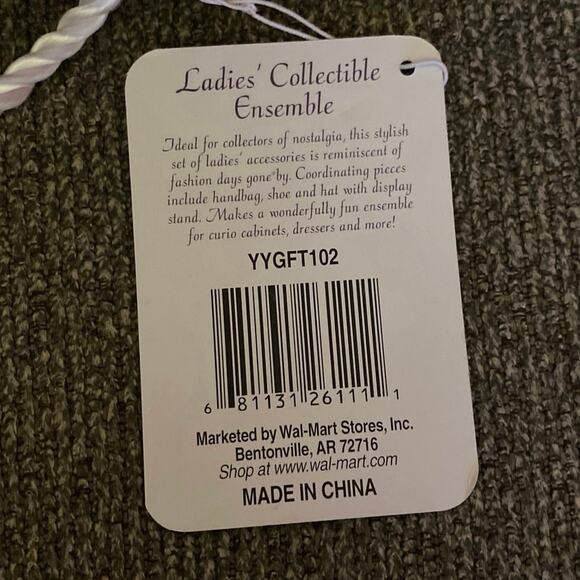 Ladies' Collectible
Ensemble
Ideal for collectors of nostalgia, this stylish
set of ladies' accessories is reminiscent of
fashion days gone by. Coordinating pieces
include handbag, shoe and hat with display
stand. Makes a wonderfully fun ensemble
for curio cabinets, dressers and more!
YYGFT102
6 81131 26111 1
Marketed by Wal-Mart Stores, Inc.
Bentonville, AR 72716
Shop at www.wal-mart.com
MADE IN CHINA